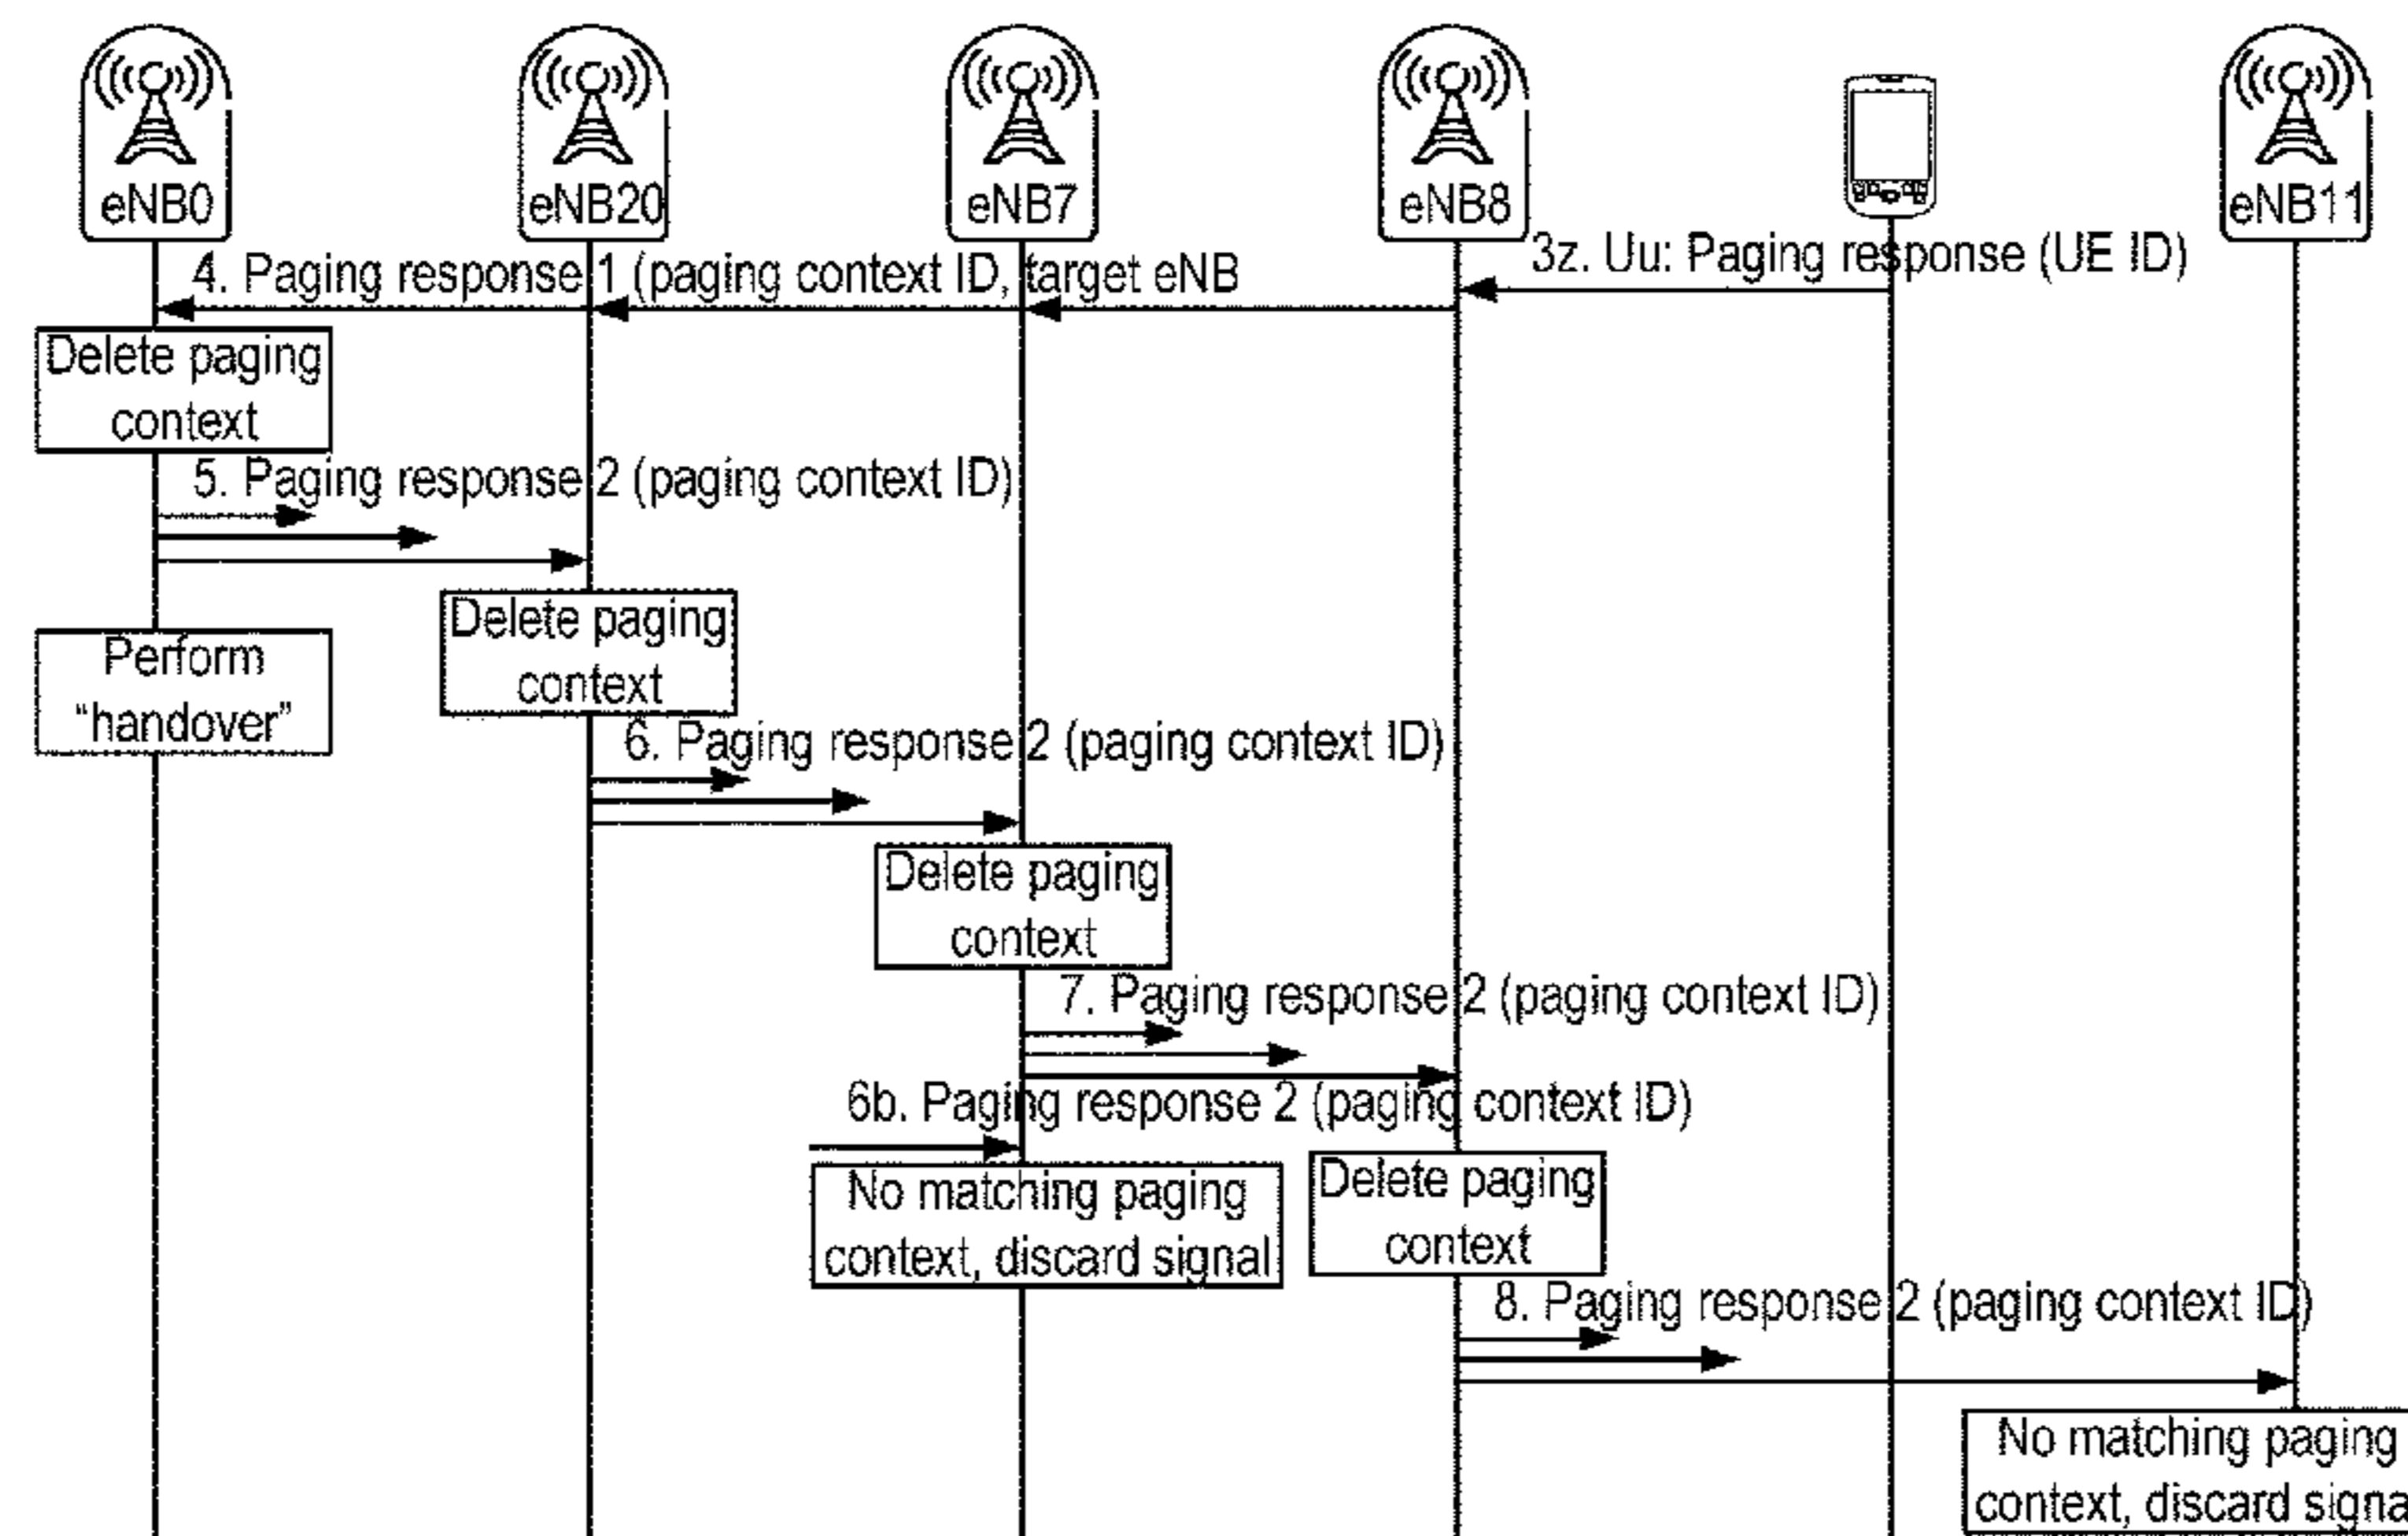 eNB0
eNB20
eNB7
eNB8
eNB11
3z. Uu: Paging response (UE ID)
4. Paging response 1 (paging context ID, target eNB
Delete paging
context
5. Paging response 2 (paging context ID)
Delete paging
context
Perform
“handover”
6. Paging response 2 (paging context ID)
Delete paging
context
7. Paging response 2 (paging context ID)
6b. Paging response 2 (paging context ID)
No matching paging
context, discard signal
Delete paging
context
8. Paging response 2 (paging context ID)
No matching paging
context, discard signa